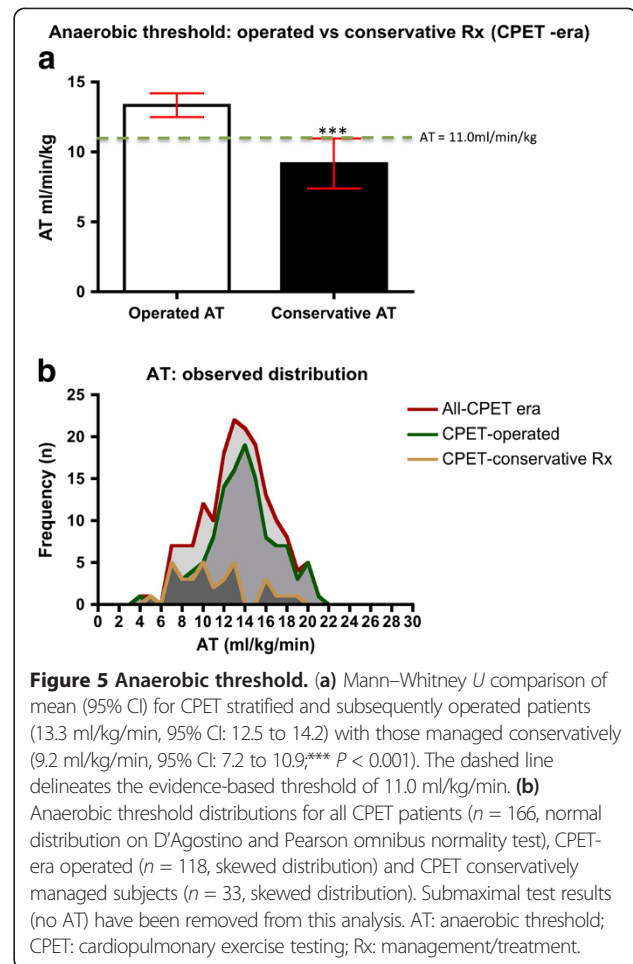 Anaerobic threshold: operated vs conservative Rx (CPET -era)
a
15
10
5
0
AT ml/min/kg
***
AT = 11.0ml/min/kg
Operated AT
Conservative AT
b
AT: observed distribution
25
20
15
10
5
0
Frequency (n)
All-CPET era
CPET-operated
CPET-conservative Rx
0 2 4 6 8 10 12 14 16 18 20 22 24 26 28 30
AT (ml/kg/min)
Figure 5 Anaerobic threshold. (a) Mann–Whitney U comparison of
mean (95% CI) for CPET stratified and subsequently operated patients
(13.3 ml/kg/min, 95% CI: 12.5 to 14.2) with those managed conservatively
(9.2 ml/kg/min, 95% CI: 7.2 to 10.9;*** P < 0.001). The dashed line
delineates the evidence-based threshold of 11.0 ml/kg/min. (b)
Anaerobic threshold distributions for all CPET patients (n = 166, normal
distribution on D’Agostino and Pearson omnibus normality test), CPET-
era operated (n = 118, skewed distribution) and CPET conservatively
managed subjects (n = 33, skewed distribution). Submaximal test results
(no AT) have been removed from this analysis. AT: anaerobic threshold;
CPET: cardiopulmonary exercise testing; Rx: management/treatment.